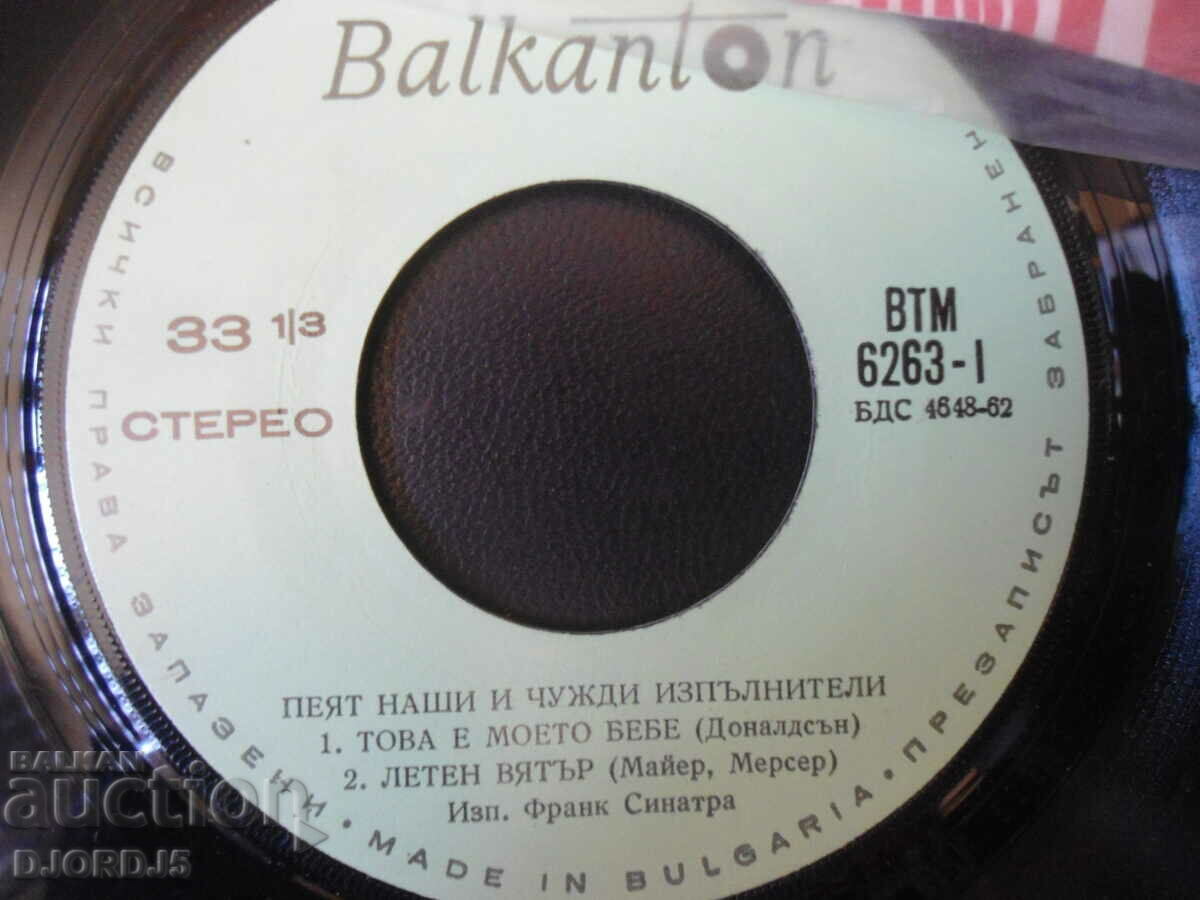 Balkanton
33 1/3
СТЕРЕО
ВТМ
6263-I
БДС 4648-62
ВСИЧКИ ПРАВА ЗАПАЗЕНИ • MADE IN BULGARIA • ПРЕЗАПИСЪТ ЗАБРАНЕН
ПЕЯТ НАШИ И ЧУЖДИ ИЗПЪЛНИТЕЛИ
1. ТОВА Е МОЕТО БЕБЕ (Доналдсън)
2. ЛЕТЕН ВЯТЪР (Майер, Мерсер)
Изп. Франк Синатра
BALKAN
auction
DJORDJ5